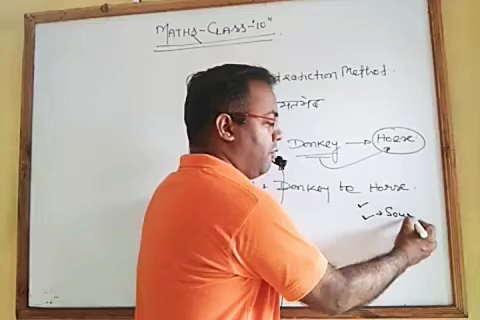 MATHS-CLASS-'10"
tradiction Method.
मतभेद
Donkey → Horse
Donkey to Horse.
✓
✓ → Sou